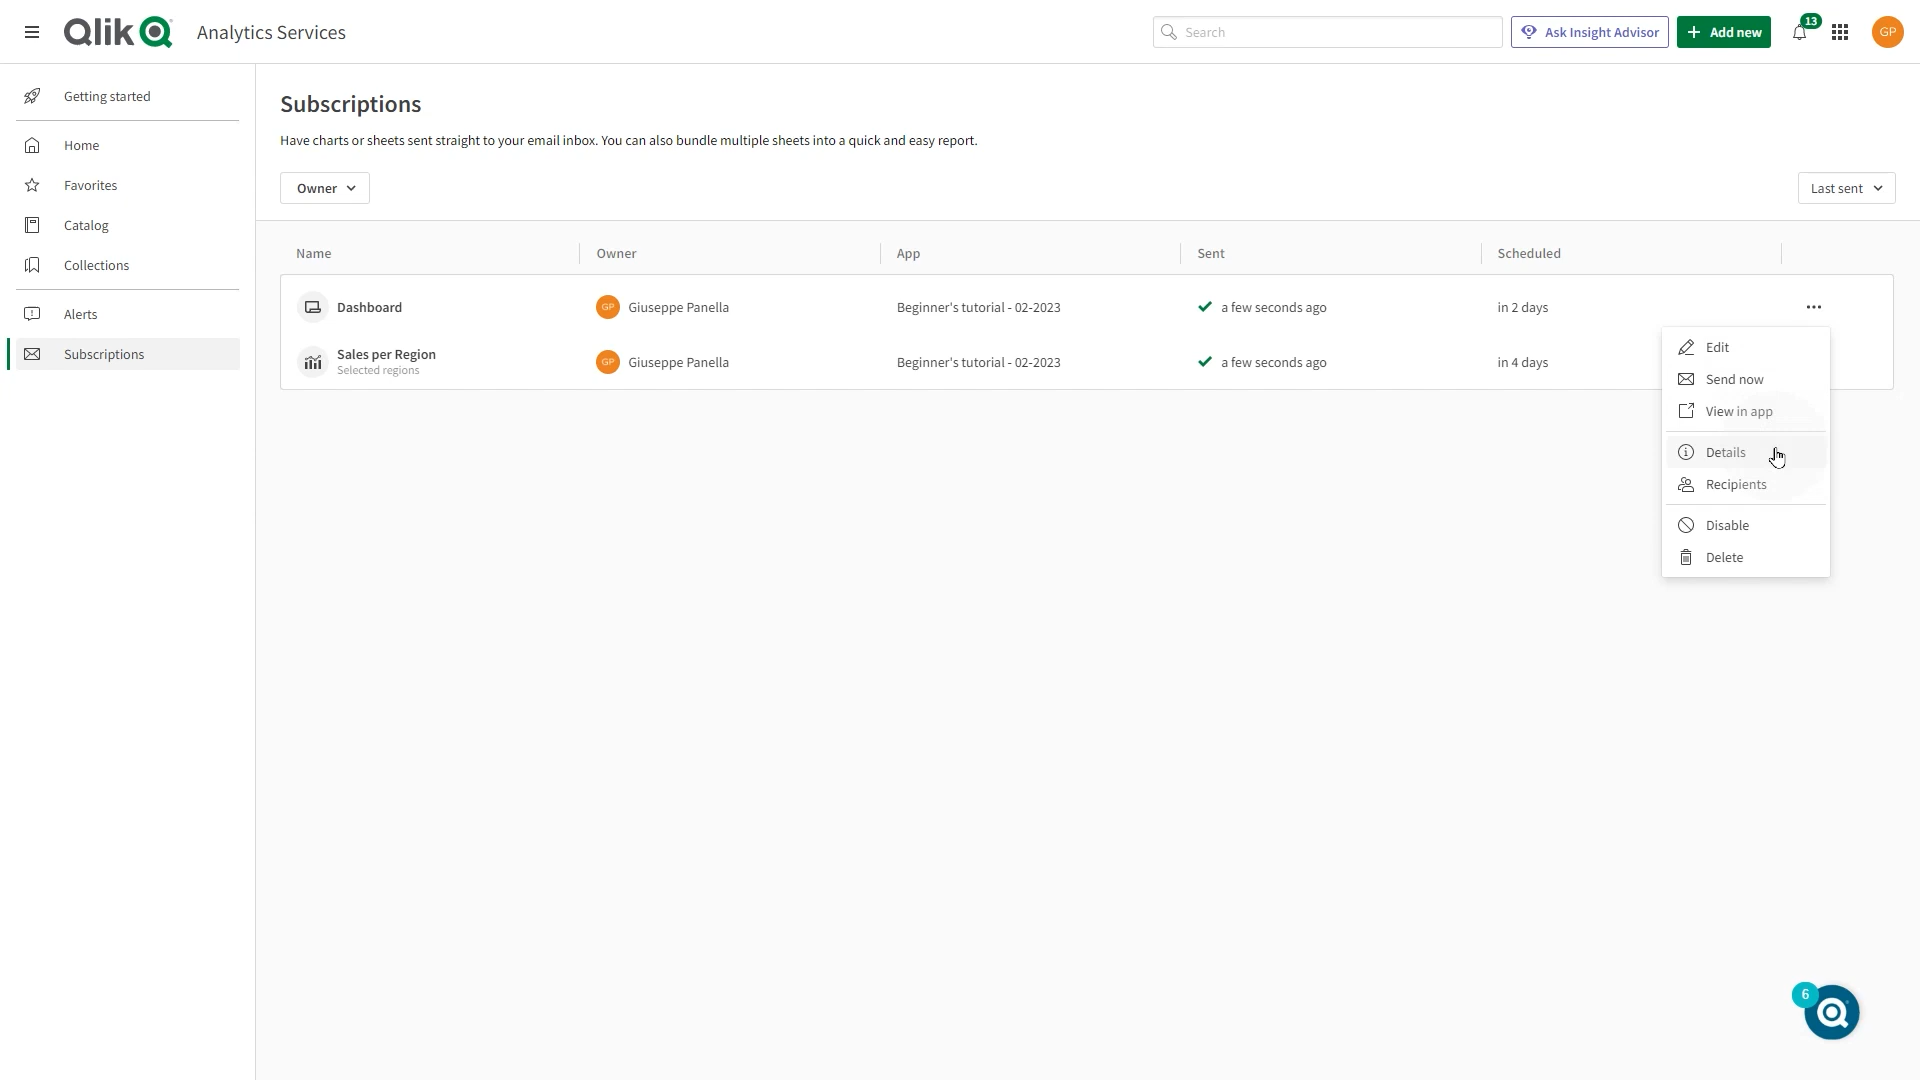 Qlik
Analytics Services
Search
Ask Insight Advisor
Add new
13
GP
Getting started
Home
Favorites
Catalog
Collections
Alerts
Subscriptions
Subscriptions
Have charts or sheets sent straight to your email inbox. You can also bundle multiple sheets into a quick and easy report.
Owner
Last sent
Name
Owner
App
Sent
Scheduled
Dashboard
GP
Giuseppe Panella
Beginner's tutorial - 02-2023
a few seconds ago
in 2 days
Sales per Region
Selected regions
GP
Giuseppe Panella
Beginner's tutorial - 02-2023
a few seconds ago
in 4 days
Edit
Send now
View in app
Details
Recipients
Disable
Delete
6